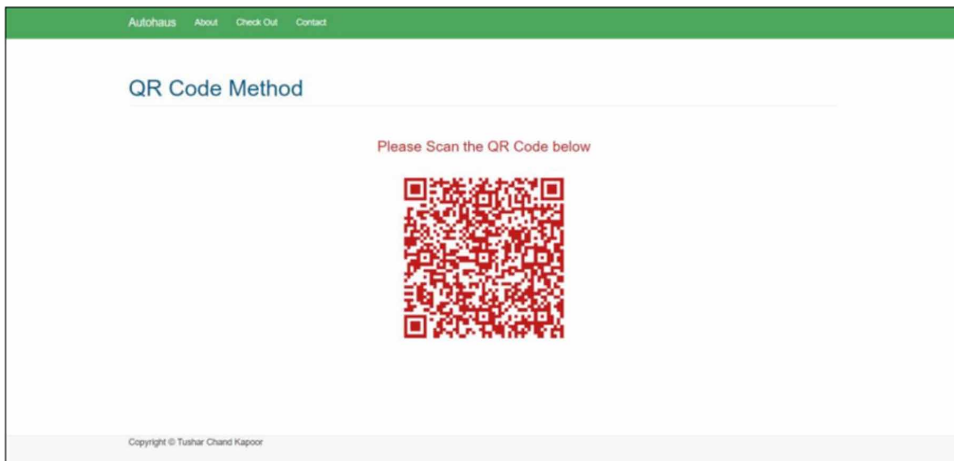 Autohaus About Check Out Contact
QR Code Method
Please Scan the QR Code below
Copyright © Tushar Chand Kapoor